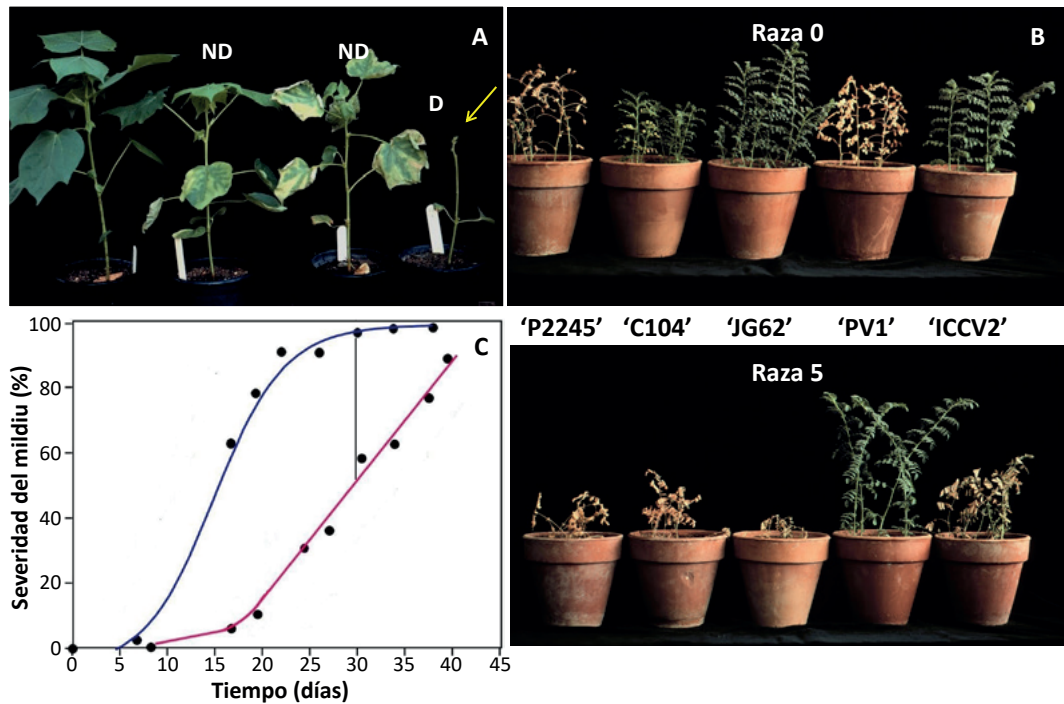 A
ND
ND
D
Raza 0
B
'P2245' 'C104' 'JG62' 'PV1' 'ICCV2'
Raza 5
C
Severidad del mildiu (%)
100
80
60
40
20
0
0 5 10 15 20 25 30 35 40 45
Tiempo (días)